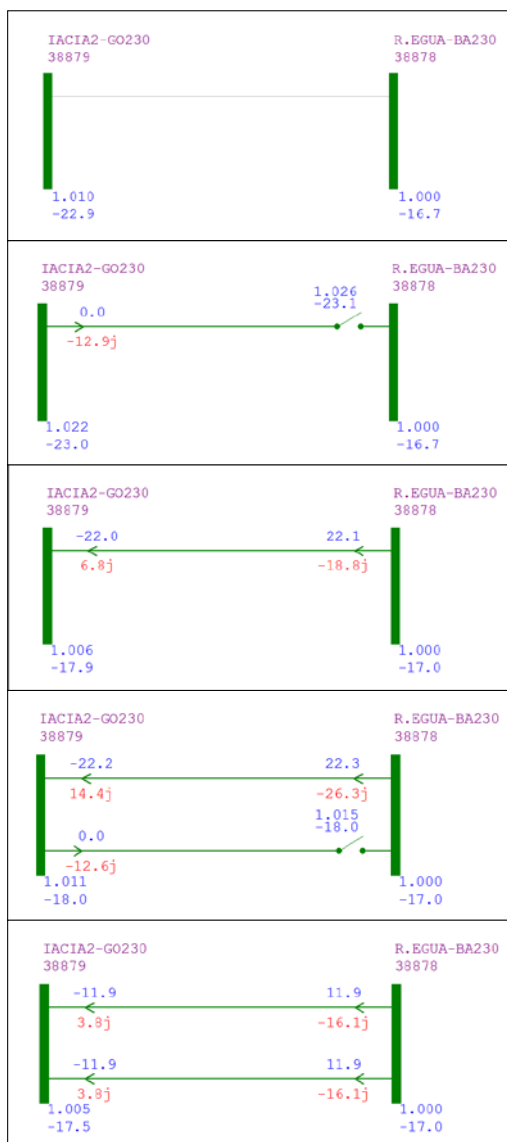 IACIA2-GO230 R.EGUA-BA230
38879 38878
1.010 1.000
-22.9 -16.7
IACIA2-GO230 R.EGUA-BA230
38879 38878
1.026
0.0 -23.1
-12.9j
1.022 1.000
-23.0 -16.7
IACIA2-GO230 R.EGUA-BA230
38879 38878
-22.0 22.1
6.8j -18.8j
1.006 1.000
-17.9 -17.0
IACIA2-GO230 R.EGUA-BA230
38879 38878
-22.2 22.3
14.4j -26.3j
1.015
0.0 -18.0
-12.6j
1.011 1.000
-18.0 -17.0
IACIA2-GO230 R.EGUA-BA230
38879 38878
-11.9 11.9
3.8j -16.1j
-11.9 11.9
3.8j -16.1j
1.005 1.000
-17.5 -17.0